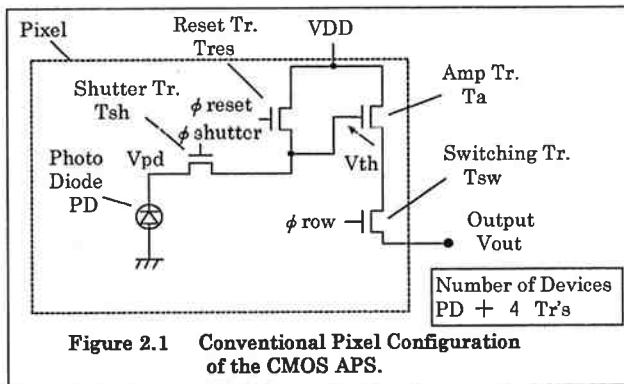 Pixel
Reset Tr.
Tres
VDD
Shutter Tr.
Tsh
ϕ reset
ϕ shutter
Amp Tr.
Ta
Photo
Diode
PD
Vpd
Vth
Switching Tr.
Tsw
ϕ row
Output
Vout
Number of Devices
PD + 4 Tr's
Figure 2.1 Conventional Pixel Configuration
of the CMOS APS.